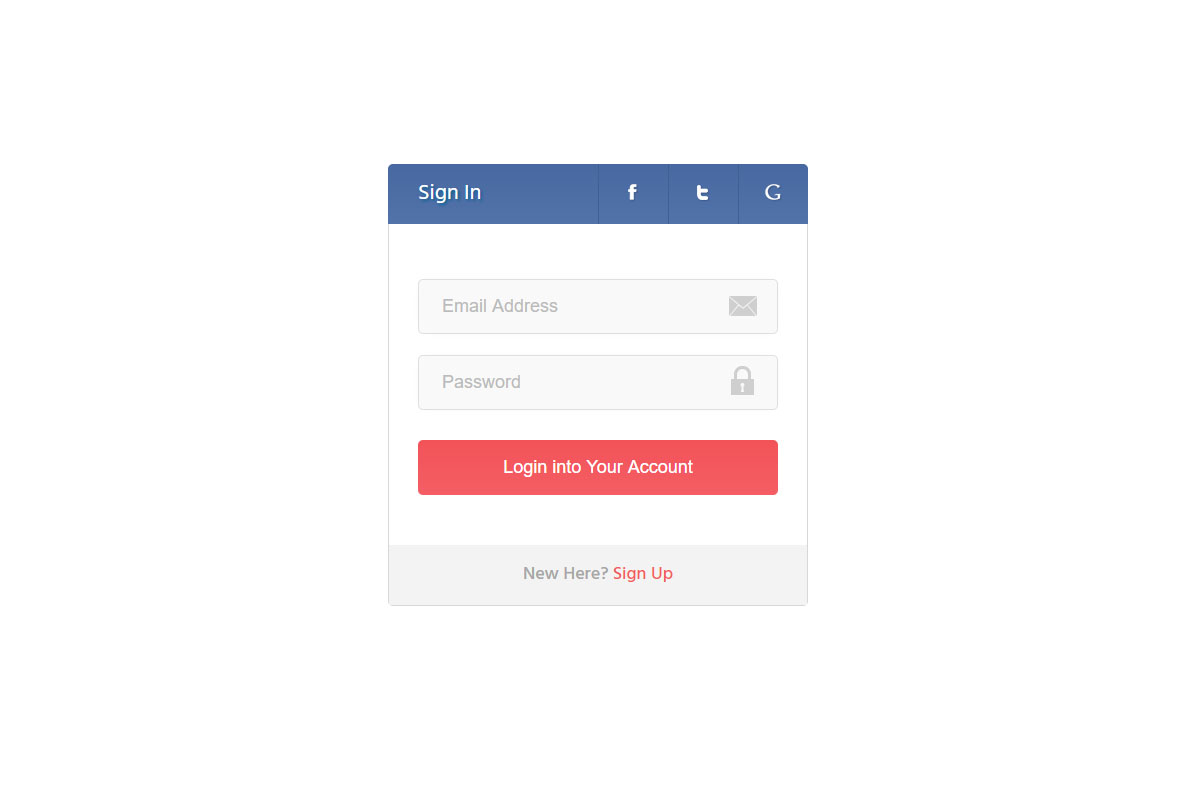 Sign In f t G
Email Address
Password
Login into Your Account
New Here? Sign Up